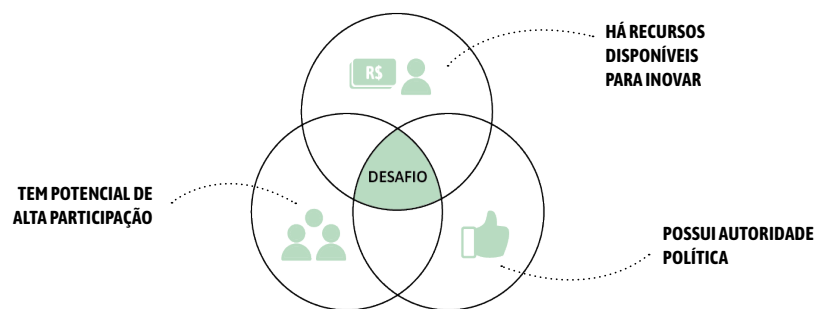 HÁ RECURSOS
DISPONÍVEIS
PARA INOVAR
R$
DESAFIO
TEM POTENCIAL DE
ALTA PARTICIPAÇÃO
POSSUI AUTORIDADE
POLÍTICA